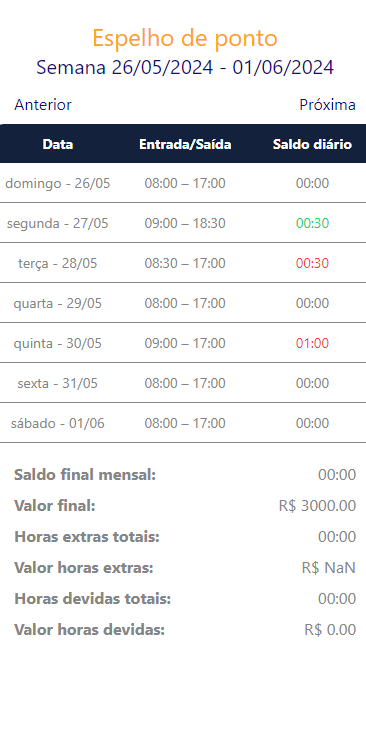 Espelho de ponto
Semana 26/05/2024 - 01/06/2024
Anterior Próxima
Data Entrada/Saída Saldo diário
domingo - 26/05 08:00 – 17:00 00:00
segunda - 27/05 09:00 – 18:30 00:30
terça - 28/05 08:30 – 17:00 00:30
quarta - 29/05 08:00 – 17:00 00:00
quinta - 30/05 09:00 – 17:00 01:00
sexta - 31/05 08:00 – 17:00 00:00
sábado - 01/06 08:00 – 17:00 00:00
Saldo final mensal: 00:00
Valor final: R$ 3000.00
Horas extras totais: 00:00
Valor horas extras: R$ NaN
Horas devidas totais: 00:00
Valor horas devidas: R$ 0.00